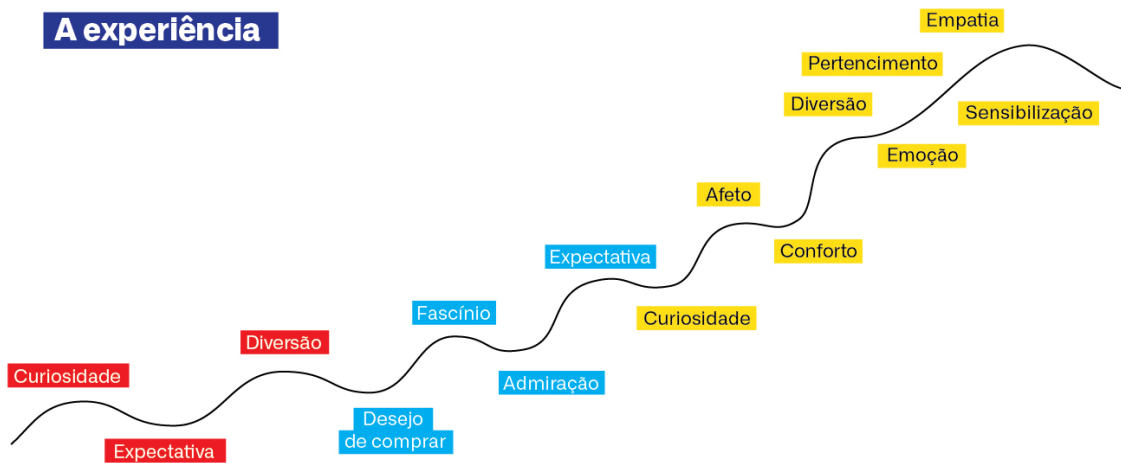 A experiência
Curiosidade
Expectativa
Diversão
Desejo
de comprar
Fascínio
Admiração
Expectativa
Curiosidade
Afeto
Conforto
Diversão
Emoção
Pertencimento
Empatia
Sensibilização